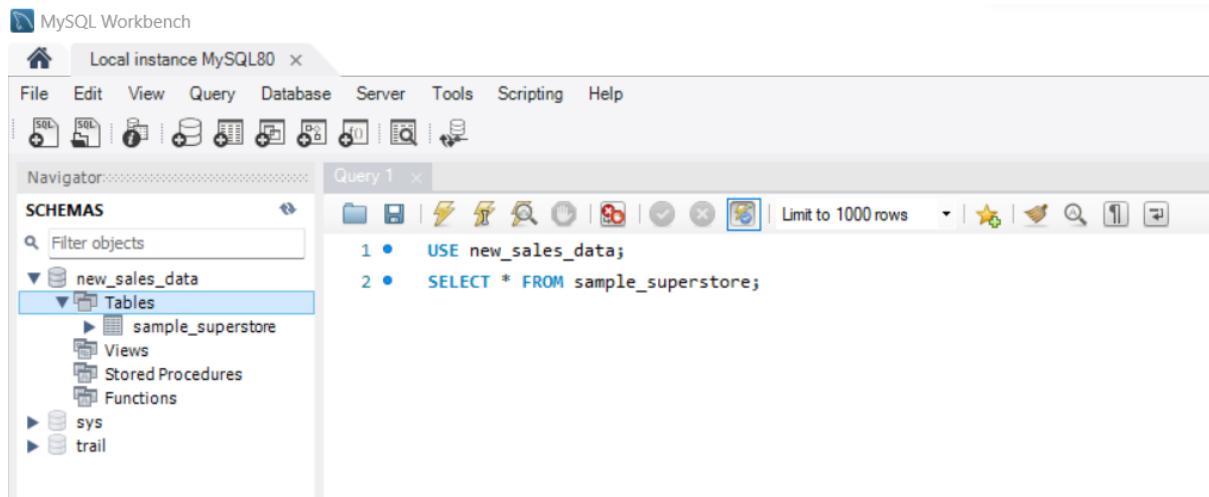 MySQL Workbench
Local instance MySQL80
File Edit View Query Database Server Tools Scripting Help
Navigator
Query 1
SCHEMAS
Limit to 1000 rows
Filter objects
1 USE new_sales_data;
2 SELECT * FROM sample_superstore;
new_sales_data
Tables
sample_superstore
Views
Stored Procedures
Functions
sys
trail